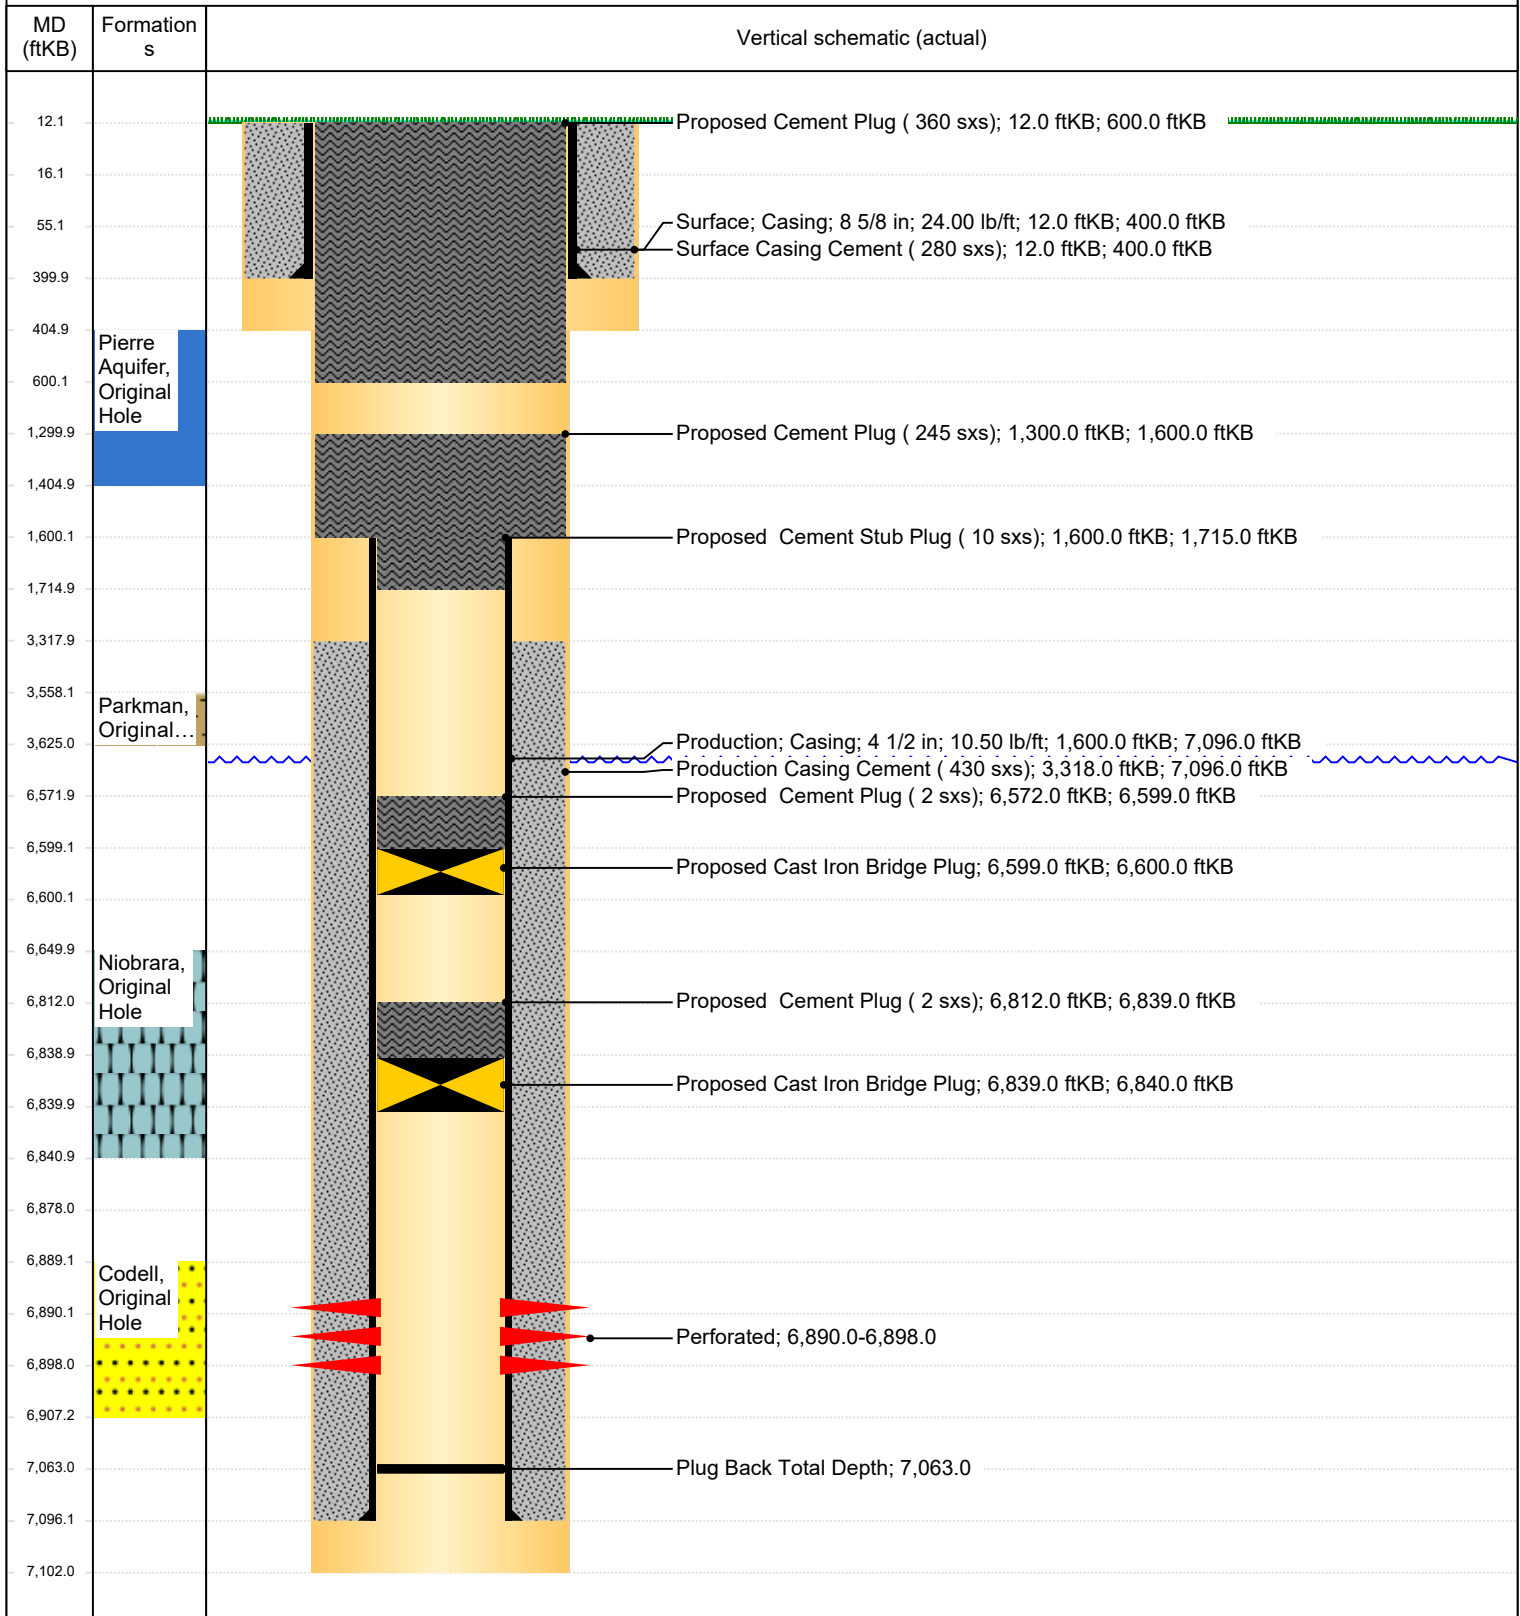 MD
(ftKB)
Formation
s
Vertical schematic (actual)
12.1
Proposed Cement Plug ( 360 sxs); 12.0 ftKB; 600.0 ftKB
16.1
55.1
Surface; Casing; 8 5/8 in; 24.00 lb/ft; 12.0 ftKB; 400.0 ftKB
Surface Casing Cement ( 280 sxs); 12.0 ftKB; 400.0 ftKB
399.9
404.9
Pierre
Aquifer,
Original
Hole
600.1
1,299.9
Proposed Cement Plug ( 245 sxs); 1,300.0 ftKB; 1,600.0 ftKB
1,404.9
1,600.1
Proposed  Cement Stub Plug ( 10 sxs); 1,600.0 ftKB; 1,715.0 ftKB
1,714.9
3,317.9
3,558.1
Parkman,
Original…
3,625.0
Production; Casing; 4 1/2 in; 10.50 lb/ft; 1,600.0 ftKB; 7,096.0 ftKB
Production Casing Cement ( 430 sxs); 3,318.0 ftKB; 7,096.0 ftKB
6,571.9
Proposed  Cement Plug ( 2 sxs); 6,572.0 ftKB; 6,599.0 ftKB
6,599.1
Proposed Cast Iron Bridge Plug; 6,599.0 ftKB; 6,600.0 ftKB
6,600.1
6,649.9
Niobrara,
Original
Hole
6,812.0
Proposed  Cement Plug ( 2 sxs); 6,812.0 ftKB; 6,839.0 ftKB
6,838.9
Proposed Cast Iron Bridge Plug; 6,839.0 ftKB; 6,840.0 ftKB
6,839.9
6,840.9
6,878.0
6,889.1
Codell,
Original
Hole
6,890.1
Perforated; 6,890.0-6,898.0
6,898.0
6,907.2
7,063.0
Plug Back Total Depth; 7,063.0
7,096.1
7,102.0